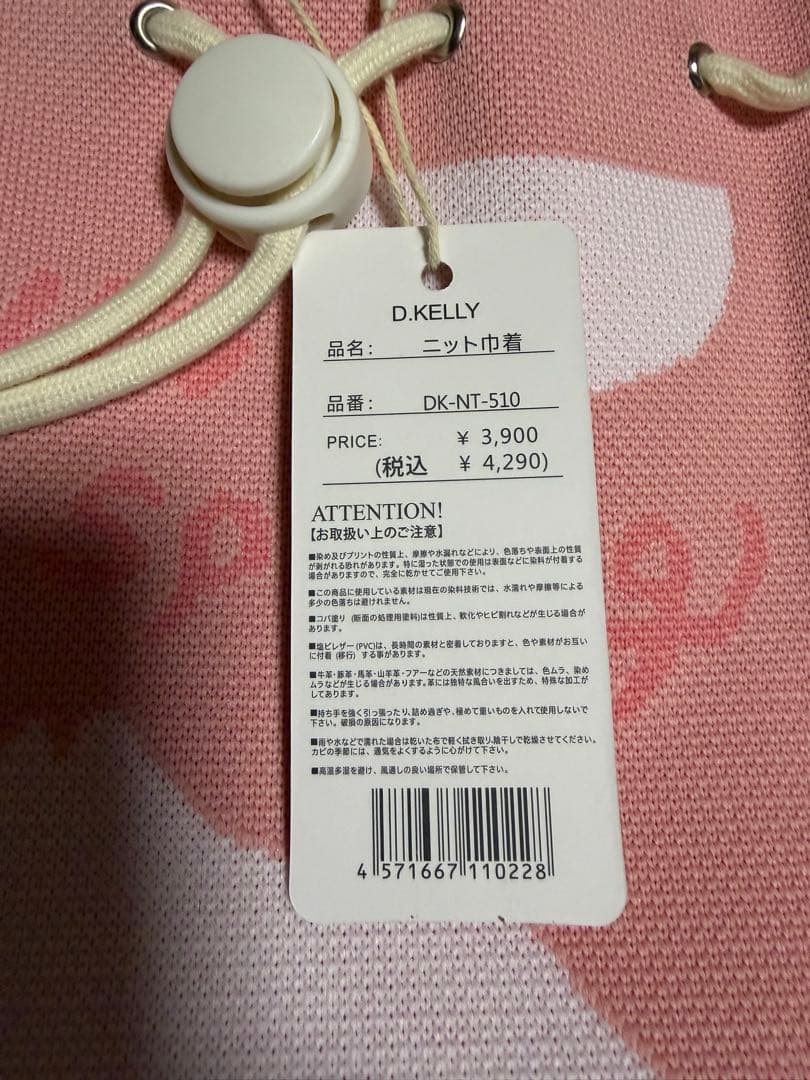 D.KELLY
品名: ニット巾着
品番: DK-NT-510
PRICE: ¥ 3,900
(税込 ¥ 4,290)
ATTENTION!
【お取扱い上のご注意】
■染め及びプリントの性質上、摩擦や水濡れなどにより、色落ちや表面上の性質
が剥がれる恐れがあります。特に湿った状態での使用は表面などに染料が付着する
場合がありますので、完全に乾かせてご使用下さい。
■この商品に使用している素材は現在の染料技術では、水濡れや摩擦等による
多少の色落ちは避けれません。
■コバ塗り (断面の処理用塗料)は性質上、軟化やヒビ割れなどが生じる場合が
あります。
■塩ビレザー(PVC)は、長時間の素材と密着しておりますと、色や素材がお互い
に付着 (移行) する事があります。
■牛革・豚革・馬革・山羊革・フアーなどの天然素材につきましては、色ムラ、染め
ムラなどが生じる場合があります。革には独特な風合いを出すため、特殊な加工が
してあります。
■持ち手を強く引っ張ったり、詰め過ぎや、極めて重いものを入れて使用しないで
下さい。破損の原因になります。
■雨や水などで濡れた場合は乾いた布で軽く拭き取り、陰干しで乾燥させてください。
カビの季節には、通気をよくするように心がけて下さい。
■高温多湿を避け、風通しの良い場所で保管して下さい。
4 571667 110228